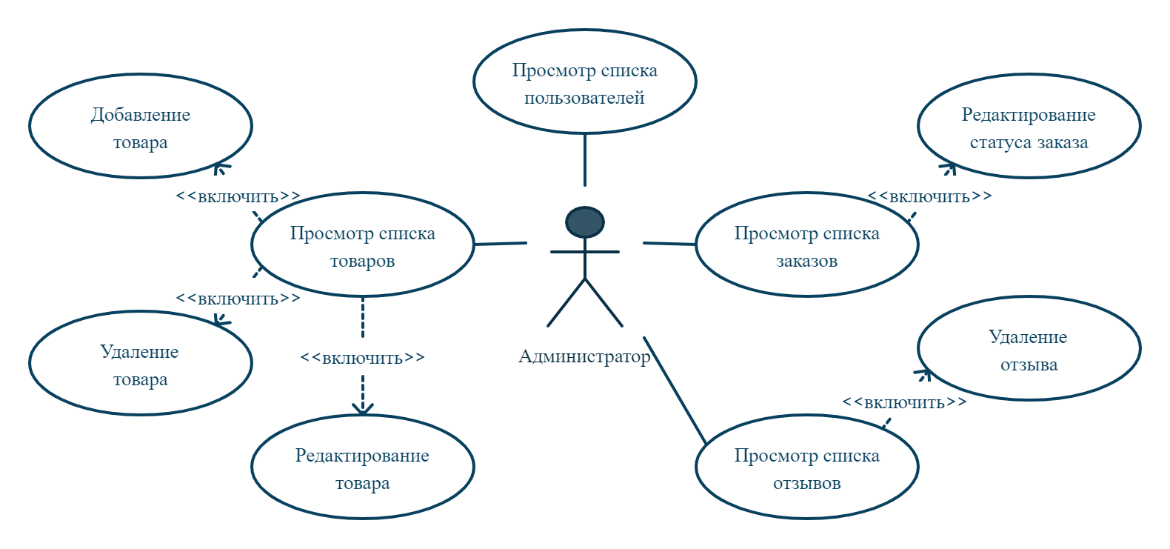 Просмотр списка
пользователей
Добавление
товара
Редактирование
статуса заказа
<<включить>>
<<включить>>
Просмотр списка
товаров
Просмотр списка
заказов
<<включить>>
Удаление
товара
<<включить>>
Администратор
Удаление
отзыва
<<включить>>
Редактирование
товара
Просмотр списка
отзывов